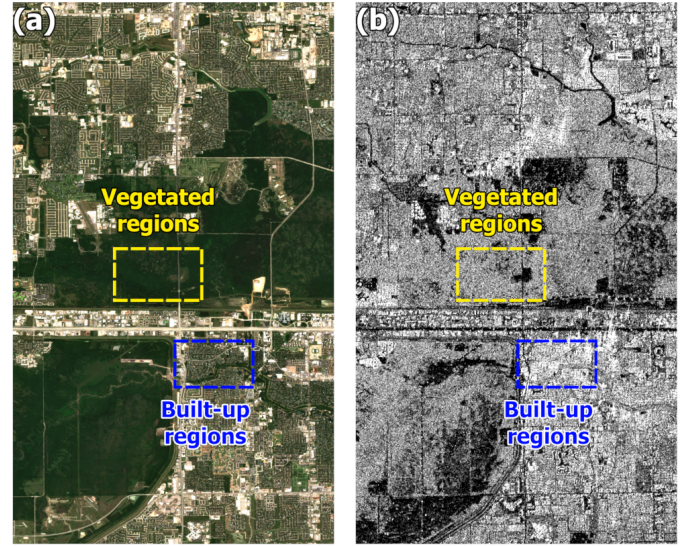 (a)
(b)
Vegetated
regions
Vegetated
regions
Built-up
regions
Built-up
regions